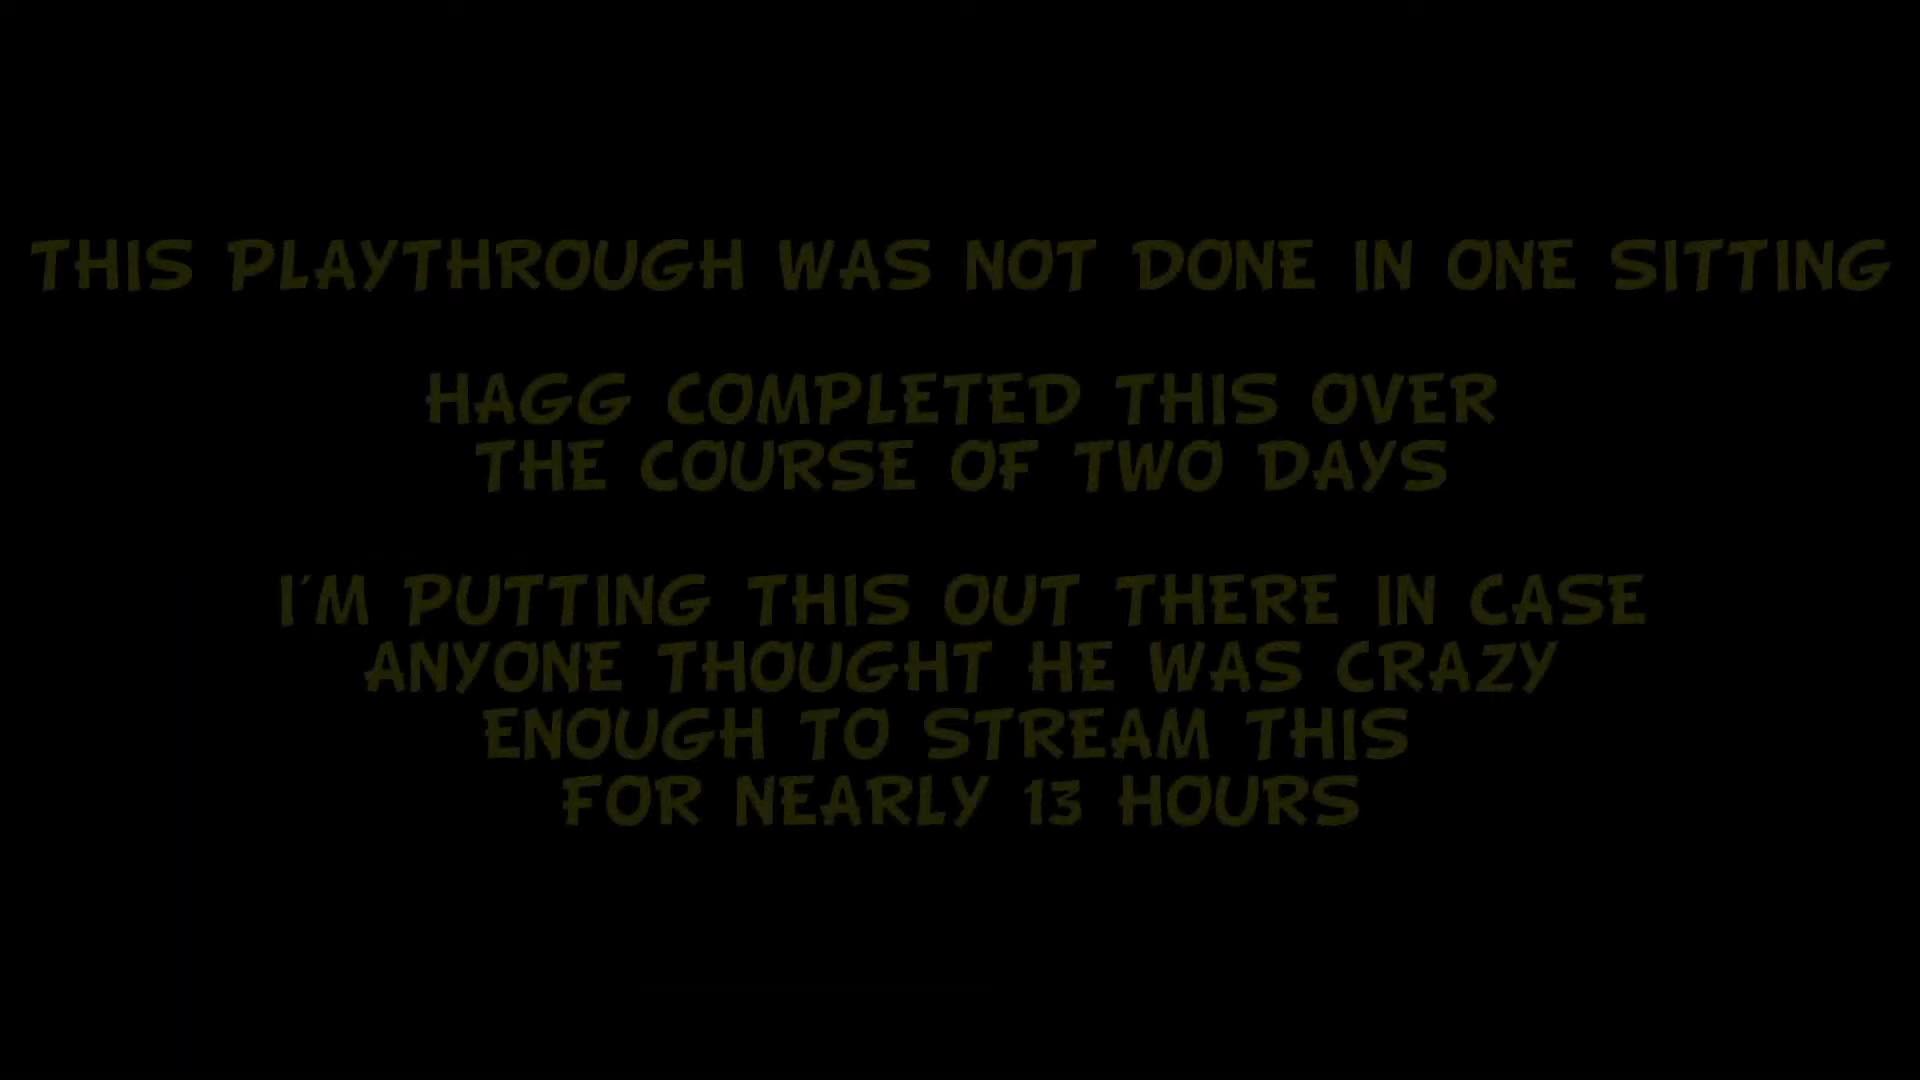 THIS PLAYTHROUGH WAS NOT DONE IN ONE SITTING
HAGG COMPLETED THIS OVER
THE COURSE OF TWO DAYS
I'M PUTTING THIS OUT THERE IN CASE
ANYONE THOUGHT HE WAS CRAZY
ENOUGH TO STREAM THIS
FOR NEARLY 13 HOURS